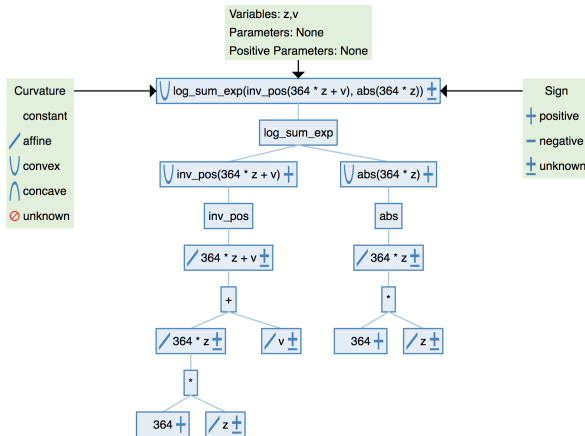 Variables: z,v
Parameters: None
Positive Parameters: None
Curvature
constant
affine
convex
concave
unknown
log_sum_exp(inv_pos(364 * z + v), abs(364 * z))
Sign
positive
negative
unknown
log_sum_exp
inv_pos(364 * z + v)
abs(364 * z)
inv_pos
abs
364 * z + v
364 * z
+
*
364 * z
v
364
z
*
364
z